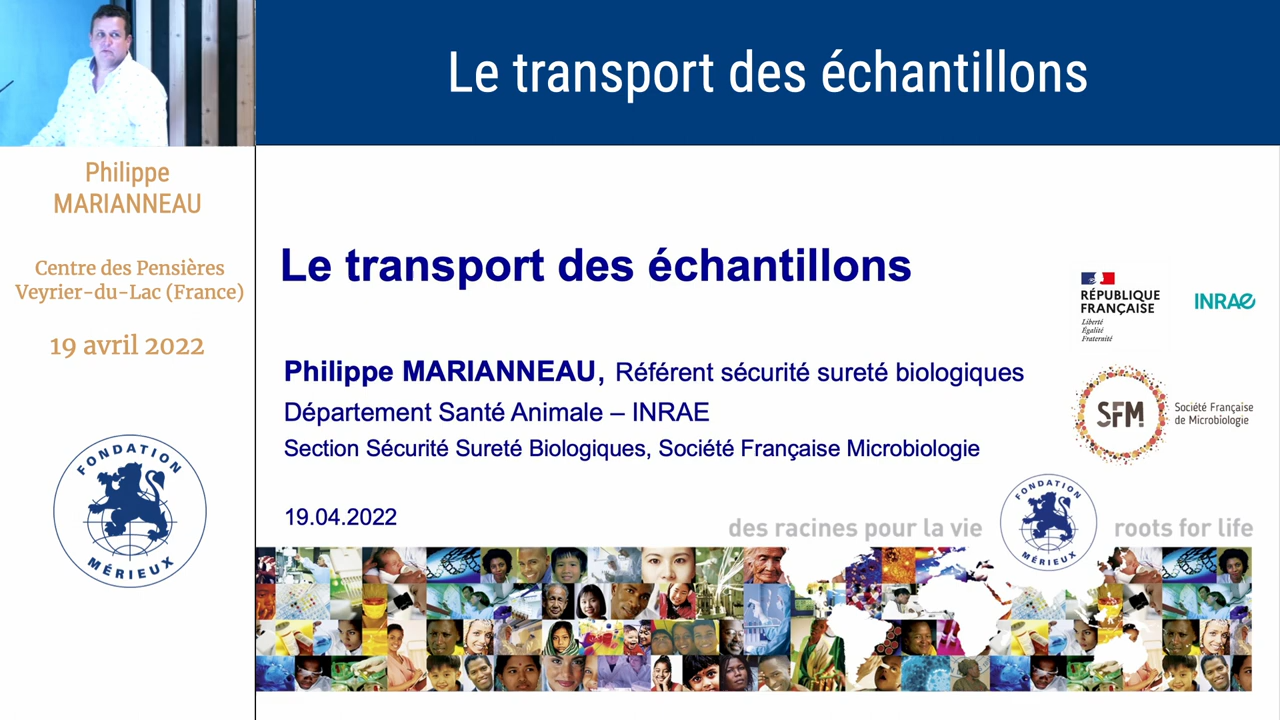 Le transport des échantillons
Philippe
MARIANNEAU
Centre des Pensières
Veyrier-du-Lac (France)
19 avril 2022
FONDATION
MÉRIEUX
Le transport des échantillons
Philippe MARIANNEAU, Référent sécurité sureté biologiques
Département Santé Animale – INRAE
Section Sécurité Sureté Biologiques, Société Française Microbiologie
19.04.2022
RÉPUBLIQUE
FRANÇAISE
Liberté
Égalité
Fraternité
INRAE
SFM
Société Française
de Microbiologie
des racines pour la vie
FONDATION
MÉRIEUX
roots for life